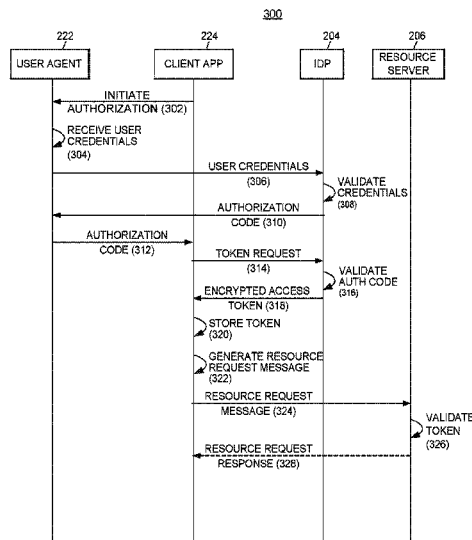 300
222
224
204
206
USER AGENT
CLIENT APP
IDP
RESOURCE
SERVER
INITIATE
AUTHORIZATION (302)
RECEIVE USER
CREDENTIALS
(304)
USER CREDENTIALS
(306)
VALIDATE
CREDENTIALS
(308)
AUTHORIZATION
CODE (310)
AUTHORIZATION
CODE (312)
TOKEN REQUEST
(314)
VALIDATE
AUTH CODE
(316)
ENCRYPTED ACCESS
TOKEN (318)
STORE TOKEN
(320)
GENERATE RESOURCE
REQUEST MESSAGE
(322)
RESOURCE REQUEST
MESSAGE (324)
VALIDATE
TOKEN
(326)
RESOURCE REQUEST
RESPONSE (328)